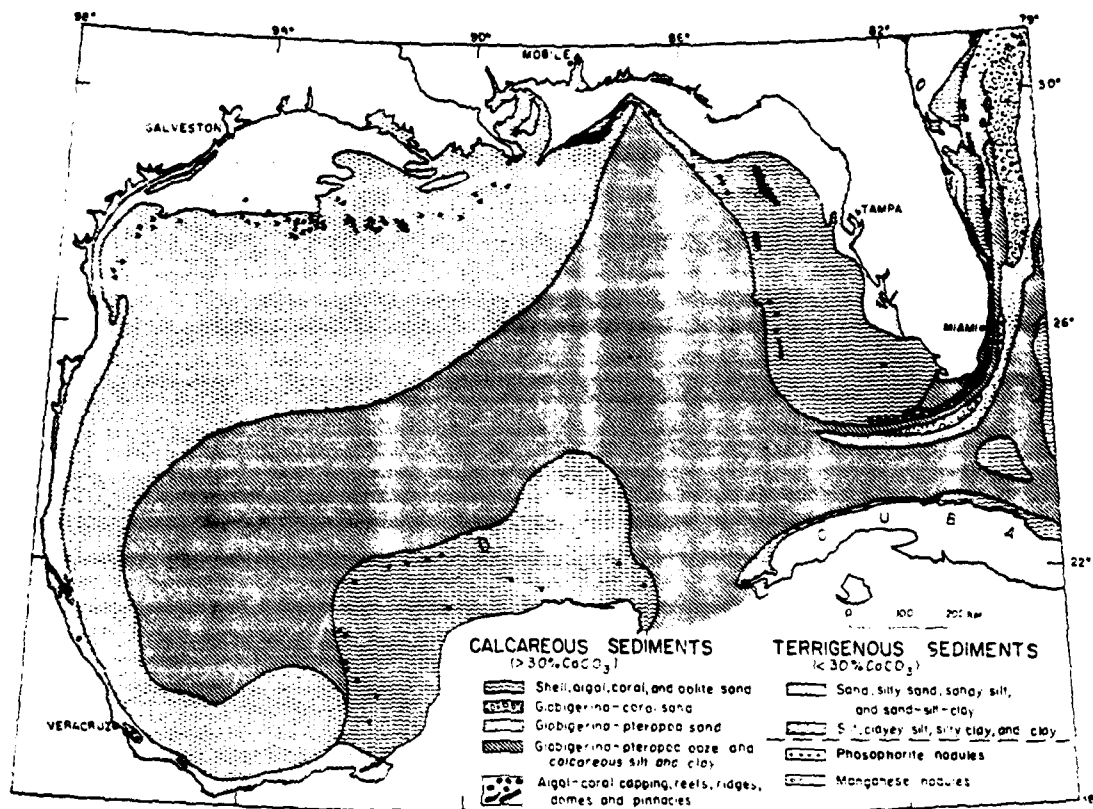 98°
94°
90°
86°
82°
79°
MOBILE
30°
GALVESTON
TAMPA
MIAMI
26°
C U B A
22°
0 100 200 KM
VERACRUZ
18°
CALCAREOUS SEDIMENTS
(>30%CaCO3)
Shell, algal, coral, and oolite sand
Globigerina-coral sand
Globigerina-pteropod sand
Globigerina-pteropod ooze and
calcareous silt and clay
Algal-coral capping, reefs, ridges,
domes and pinnacles
TERRIGENOUS SEDIMENTS
(<30%CaCO3)
Sand, silty sand, sandy silt,
and sand-silt-clay
Silt, clayey silt, silty clay, and clay
Phosophorite nodules
Manganese nodules